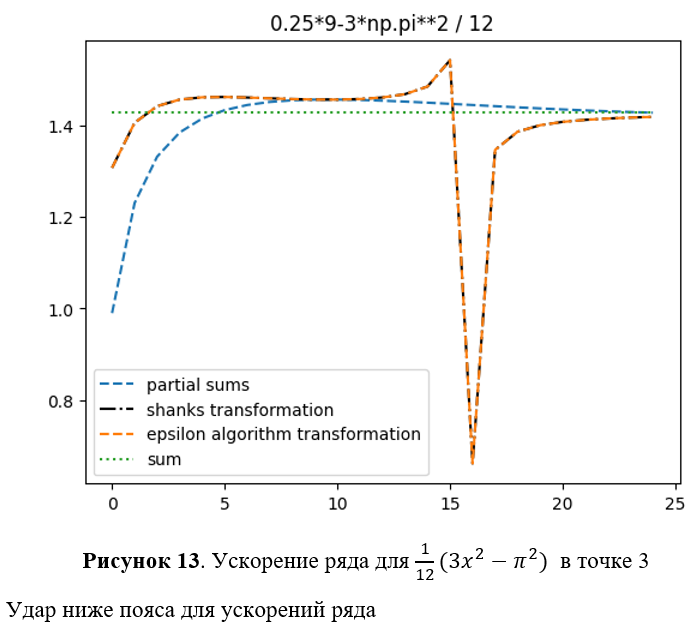 0.25*9-3*np.pi**2 / 12
1.4
1.2
1.0
0.8
partial sums
shanks transformation
epsilon algorithm transformation
sum
0 5 10 15 20 25
Рисунок 13. Ускорение ряда для 1/12 (3x² − π²) в точке 3
Удар ниже пояса для ускорений ряда